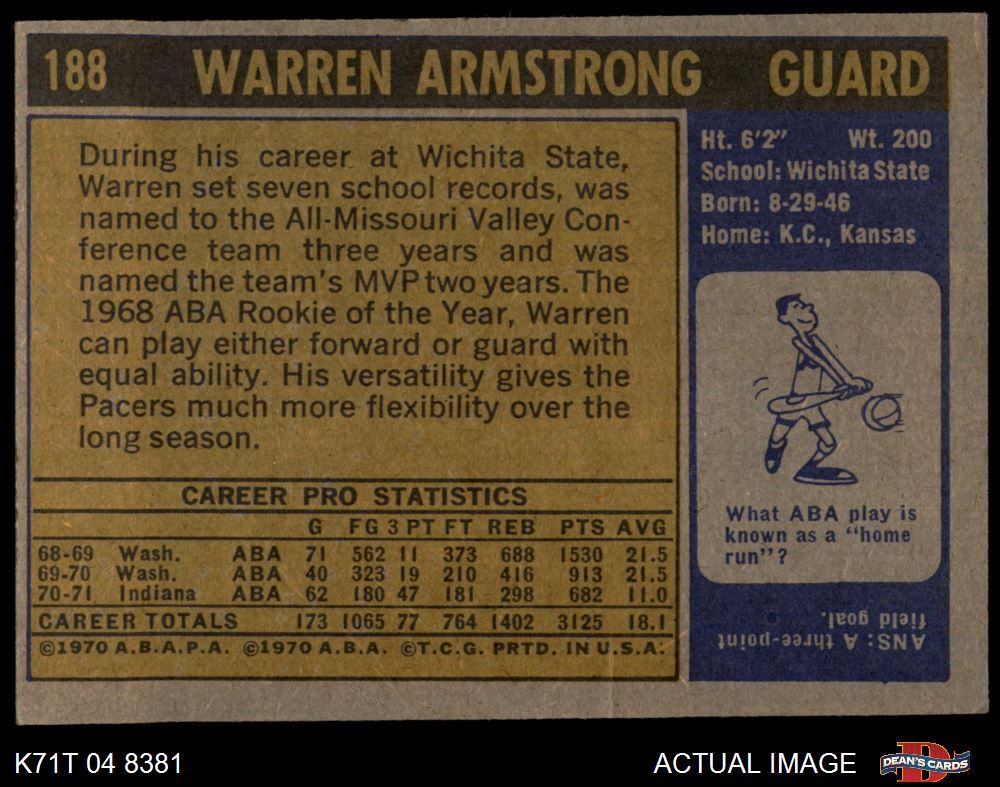 188 WARREN ARMSTRONG GUARD
During his career at Wichita State,
Warren set seven school records, was
named to the All-Missouri Valley Con-
ference team three years and was
named the team's MVP two years. The
1968 ABA Rookie of the Year, Warren
can play either forward or guard with
equal ability. His versatility gives the
Pacers much more flexibility over the
long season.
CAREER PRO STATISTICS
G FG 3 PT FT REB PTS AVG
68-69 Wash. ABA 71 562 11 373 688 1530 21.5
69-70 Wash. ABA 40 323 19 210 416 913 21.5
70-71 Indiana ABA 62 180 47 181 298 682 11.0
CAREER TOTALS 173 1065 77 764 1402 3125 18.1
©1970 A.B.A.P.A. ©1970 A.B.A. ©T.C.G. PRTD. IN U.S.A.
Ht. 6'2" Wt. 200
School: Wichita State
Born: 8-29-46
Home: K.C., Kansas
What ABA play is
known as a "home
run"?
ANS: A three-point
field goal.
K71T 04 8381 ACTUAL IMAGE DEAN'S CARDS